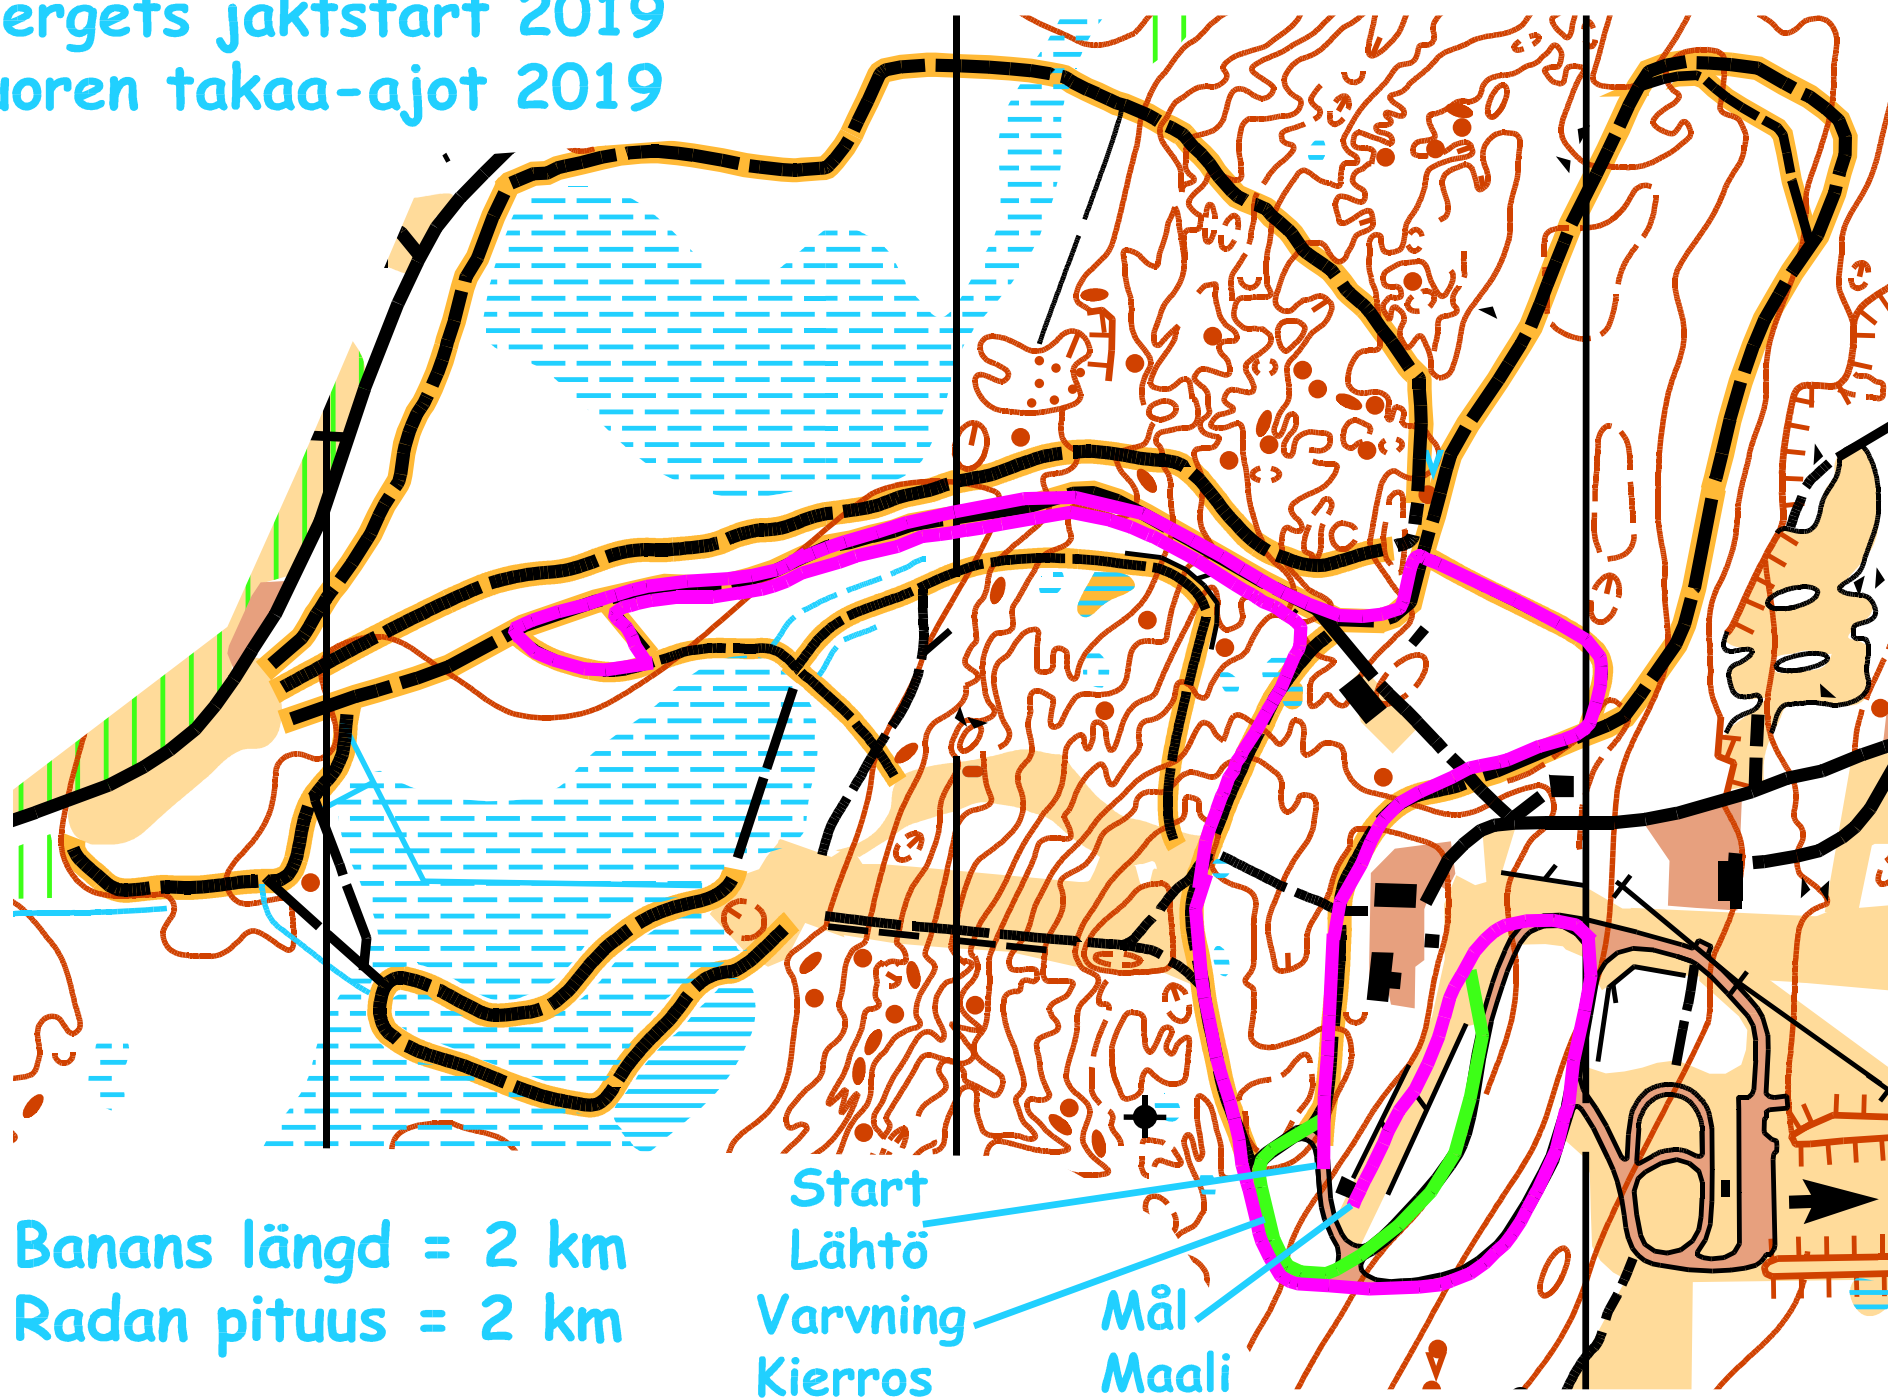 ergets jaktstart 2019
uoren takaa-ajot 2019
Start
Lähtö
Banans längd = 2 km
Radan pituus = 2 km
Varvning
Kierros
Mål
Maali